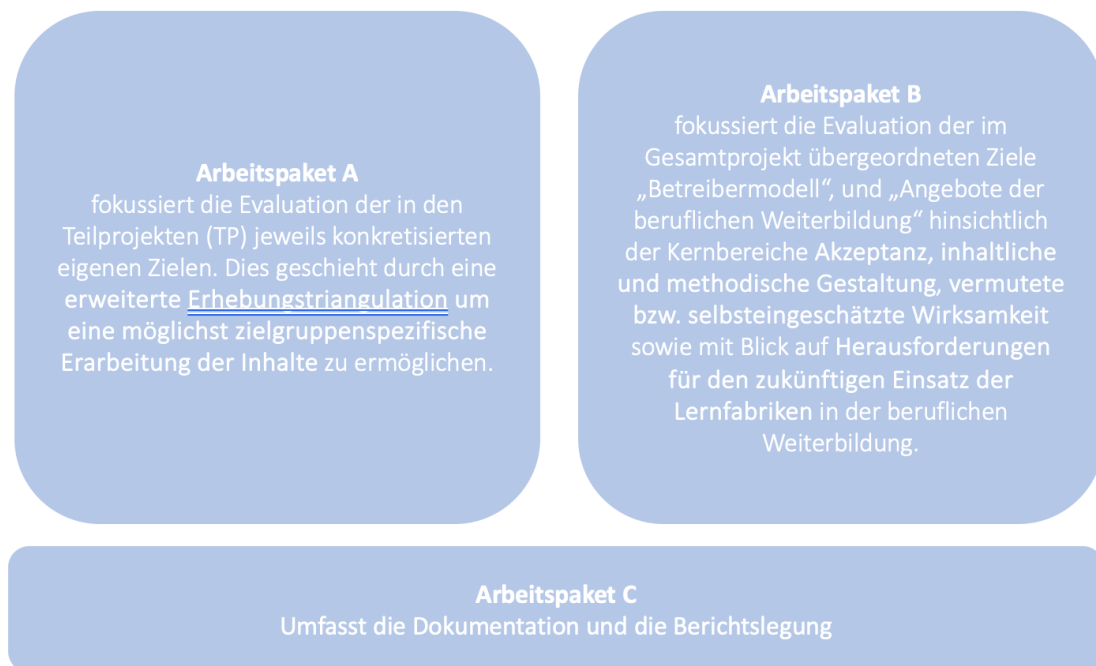 Arbeitspaket A
fokussiert die Evaluation der in den
Teilprojekten (TP) jeweils konkretisierten
eigenen Zielen. Dies geschieht durch eine
erweiterte Erhebungstriangulation um
eine möglichst zielgruppenspezifische
Erarbeitung der Inhalte zu ermöglichen.
Arbeitspaket B
fokussiert die Evaluation der im
Gesamtprojekt übergeordneten Ziele
„Betreibermodell“, und „Angebote der
beruflichen Weiterbildung“ hinsichtlich
der Kernbereiche Akzeptanz, inhaltliche
und methodische Gestaltung, vermutete
bzw. selbsteingeschätzte Wirksamkeit
sowie mit Blick auf Herausforderungen
für den zukünftigen Einsatz der
Lernfabriken in der beruflichen
Weiterbildung.
Arbeitspaket C
Umfasst die Dokumentation und die Berichtslegung